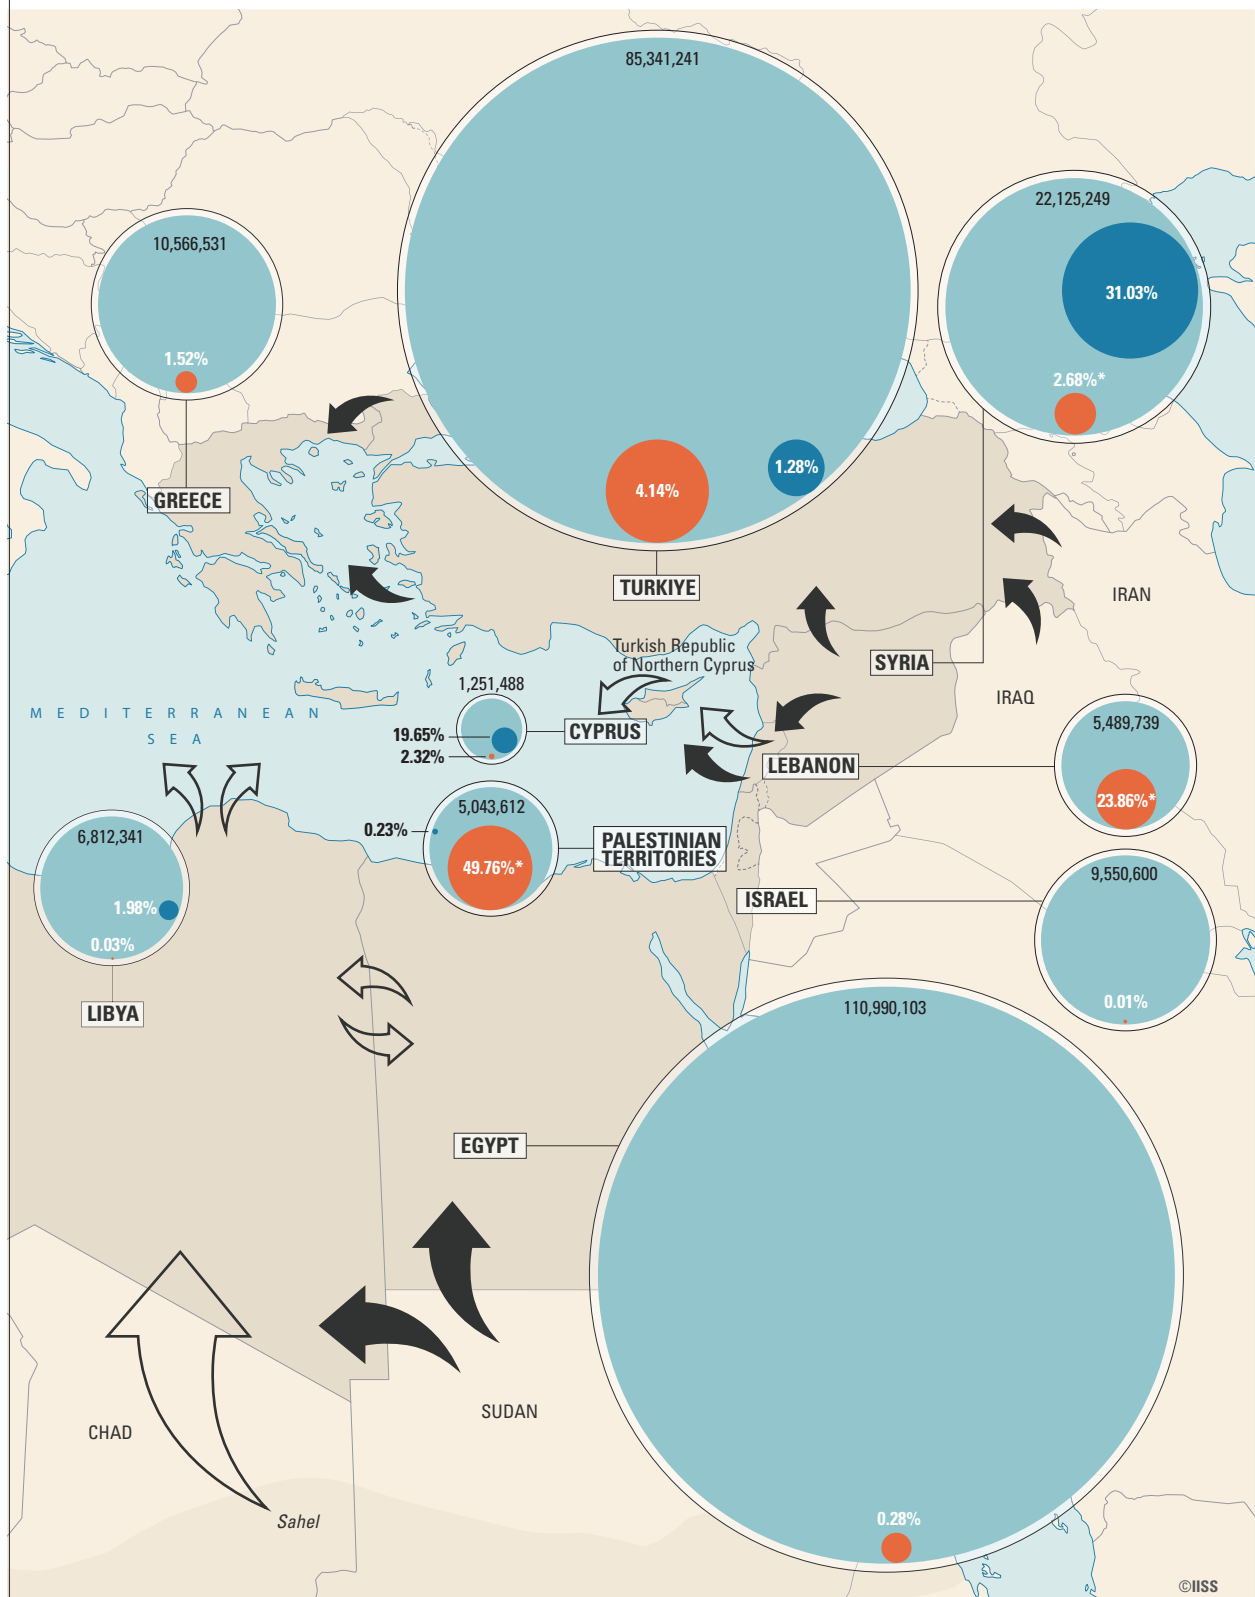 85,341,241
22,125,249
10,566,531
31.03%
1.52%
2.68%*
4.14%
1.28%
GREECE
TURKIYE
IRAN
Turkish Republic
of Northern Cyprus
SYRIA
IRAQ
1,251,488
MEDITERRANEAN
SEA
19.65%
CYPRUS
2.32%
5,489,739
LEBANON
23.86%*
5,043,612
6,812,341
0.23%
PALESTINIAN
TERRITORIES
49.76%*
9,550,600
ISRAEL
1.98%
0.03%
LIBYA
0.01%
110,990,103
EGYPT
SUDAN
CHAD
Sahel
0.28%
©IISS